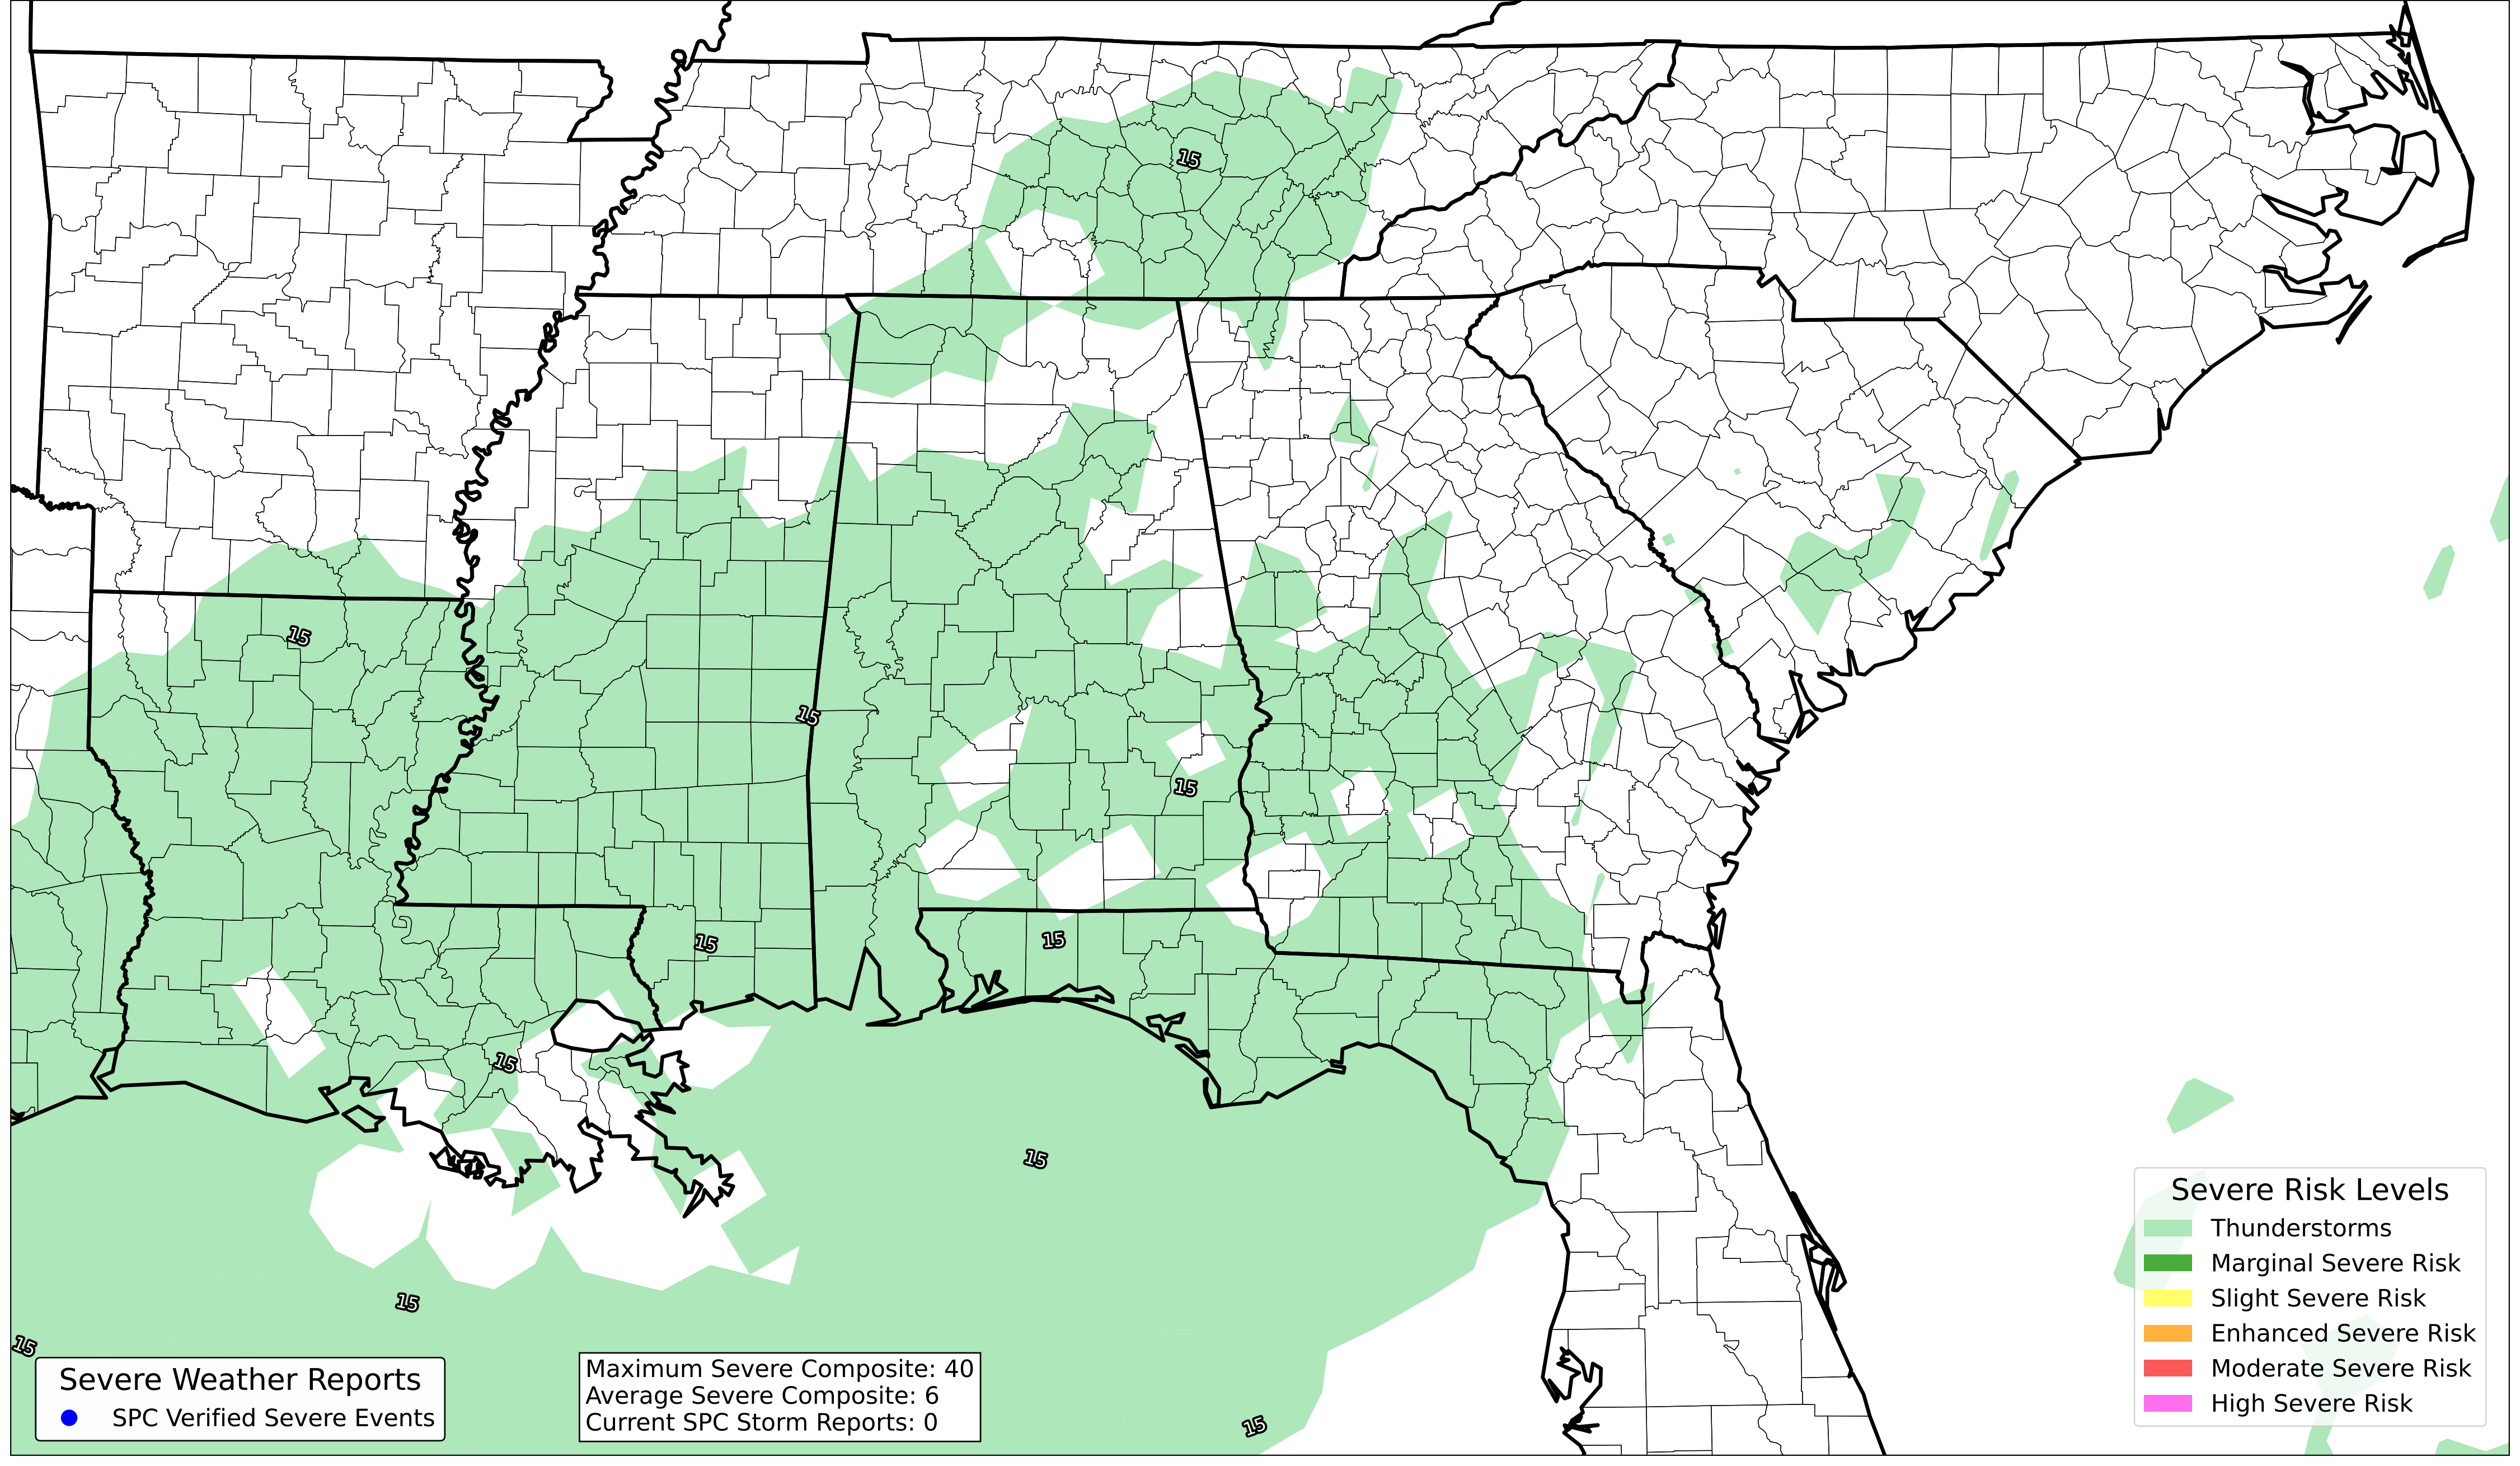 15
15
15
15
15
15
15
15
15
15
15
Severe Risk Levels
Thunderstorms
Marginal Severe Risk
Slight Severe Risk
Enhanced Severe Risk
Moderate Severe Risk
High Severe Risk
Severe Weather Reports
SPC Verified Severe Events
Maximum Severe Composite: 40
Average Severe Composite: 6
Current SPC Storm Reports: 0